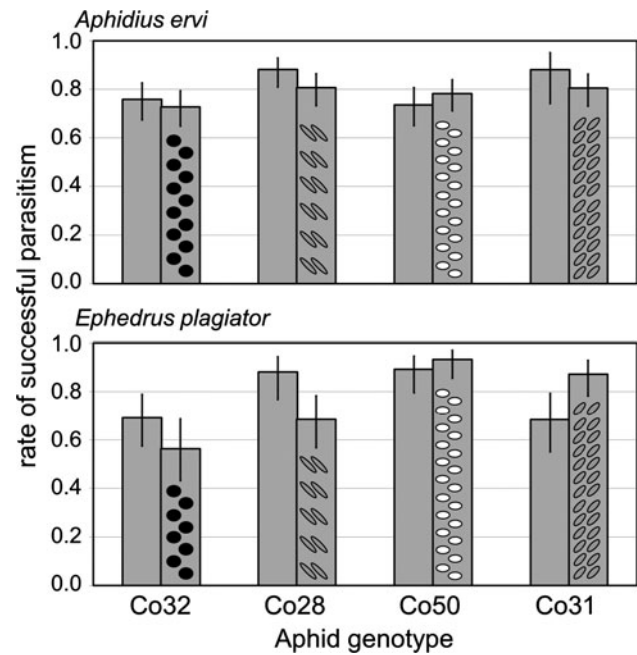 Aphidius ervi
1.0
0.8
0.6
0.4
0.2
0.0
Ephedrus plagiator
1.0
0.8
0.6
0.4
0.2
0.0
rate of successful parasitism
Co32 Co28 Co50 Co31
Aphid genotype